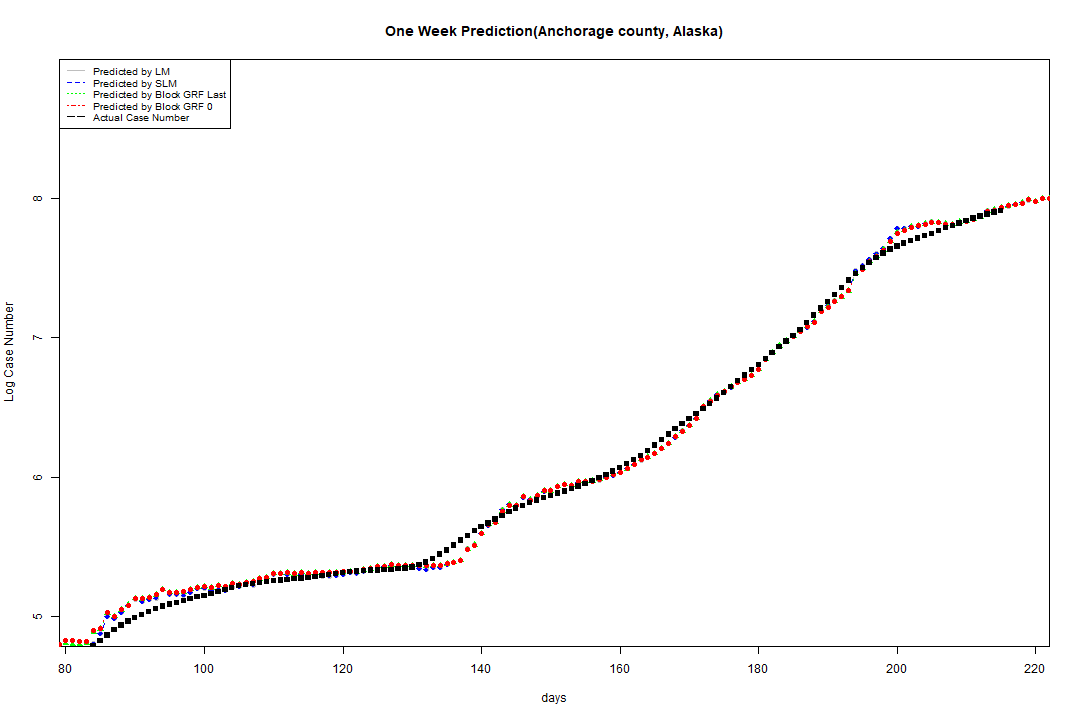 One Week Prediction(Anchorage county, Alaska)
Predicted by LM
Predicted by SLM
Predicted by Block GRF Last
Predicted by Block GRF 0
Actual Case Number
8
7
6
5
Log Case Number
80 100 120 140 160 180 200 220
days